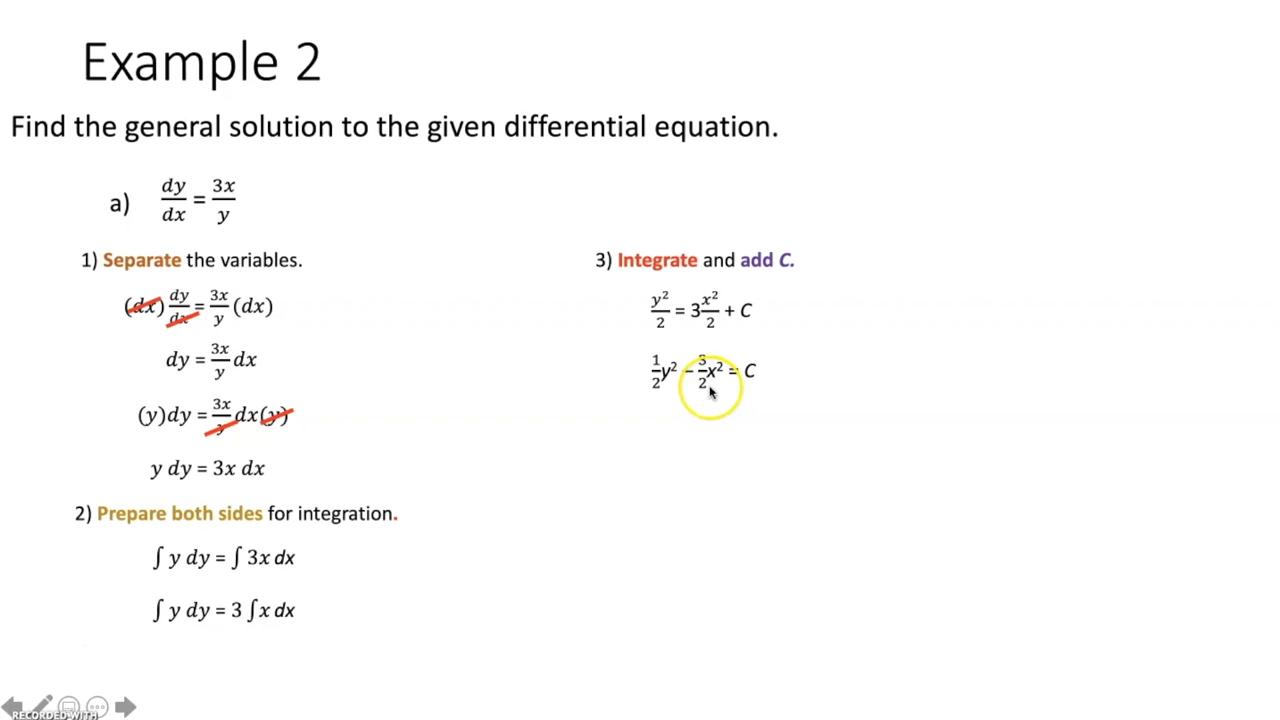 Example 2
Find the general solution to the given differential equation.
a) dy/dx = 3x/y
1) Separate the variables.
(dx) dy/dx = 3x/y (dx)
dy = 3x/y dx
(y)dy = 3x/y dx(y)
y dy = 3x dx
2) Prepare both sides for integration.
∫ y dy = ∫ 3x dx
∫ y dy = 3 ∫ x dx
3) Integrate and add C.
y²/2 = 3 x²/2 + C
1/2 y² – 3/2 x² = C
RECORDED WITH